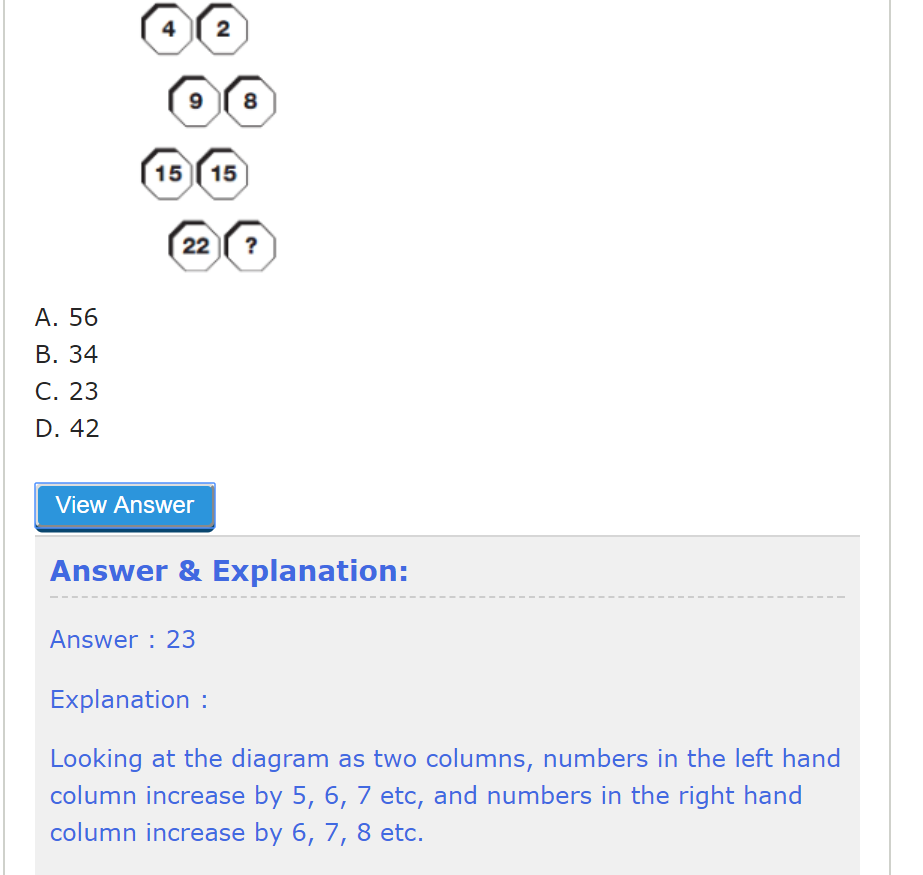 4 2
9 8
15 15
22 ?
A. 56
B. 34
C. 23
D. 42
View Answer
Answer & Explanation:
Answer : 23
Explanation :
Looking at the diagram as two columns, numbers in the left hand
column increase by 5, 6, 7 etc, and numbers in the right hand
column increase by 6, 7, 8 etc.